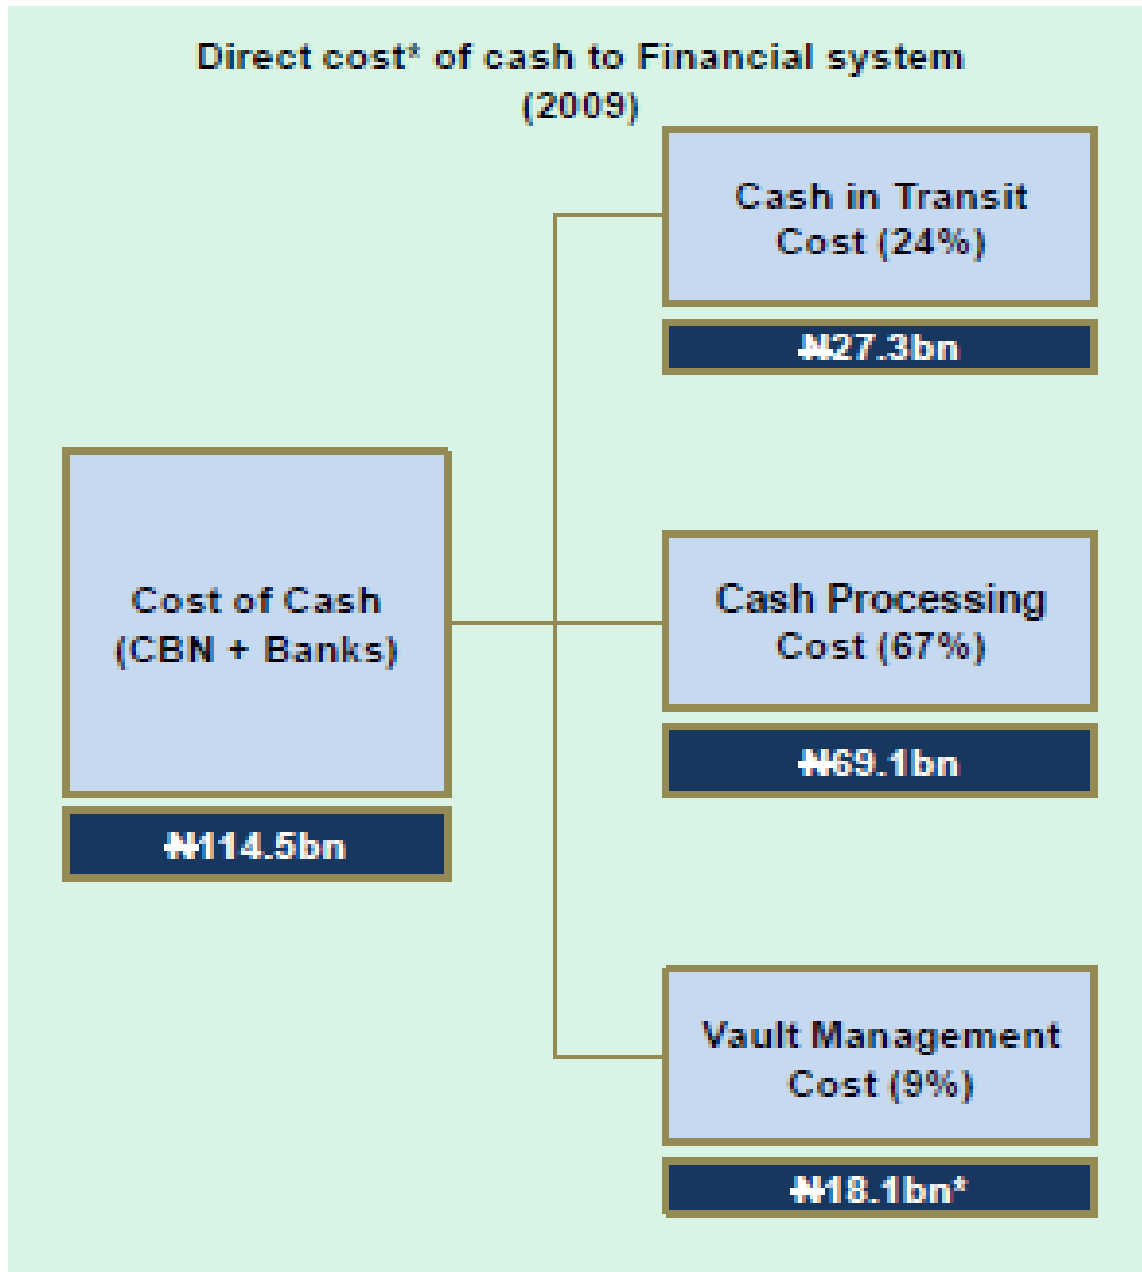 Direct cost* of cash to Financial system
(2009)
Cash in Transit
Cost (24%)
₦27.3bn
Cost of Cash
(CBN + Banks)
₦114.5bn
Cash Processing
Cost (67%)
₦69.1bn
Vault Management
Cost (9%)
₦18.1bn*